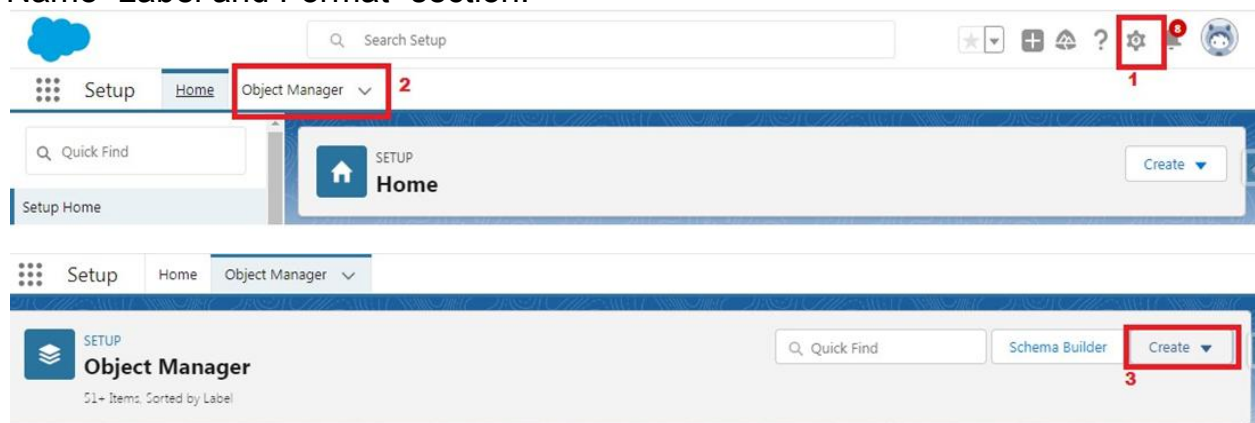 Name "Label and Format" section.
Search Setup
8
1
Setup Home Object Manager 2
Quick Find
SETUP
Home
Create
Setup Home
Setup Home Object Manager
SETUP
Object Manager
51+ Items, Sorted by Label
Quick Find
Schema Builder
Create
3